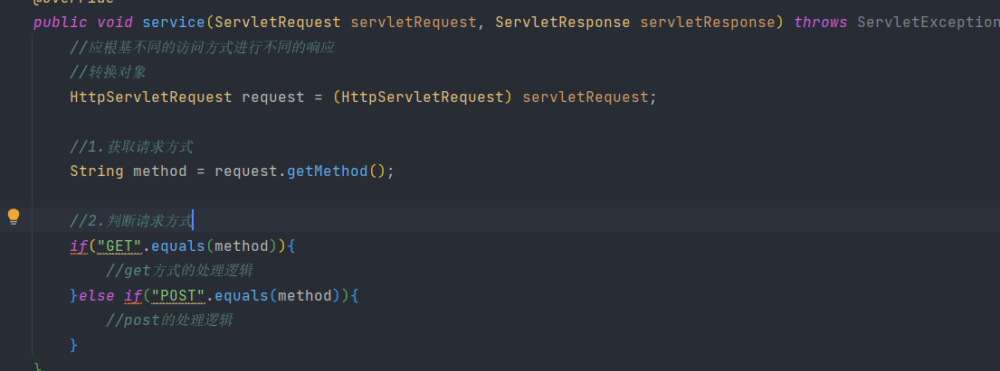 @Override
public void service(ServletRequest servletRequest, ServletResponse servletResponse) throws ServletException
//应根基不同的访问方式进行不同的响应
//转换对象
HttpServletRequest request = (HttpServletRequest) servletRequest;
//1.获取请求方式
String method = request.getMethod();
//2.判断请求方式
if("GET".equals(method)){
//get方式的处理逻辑
}else if("POST".equals(method)){
//post的处理逻辑
}
}